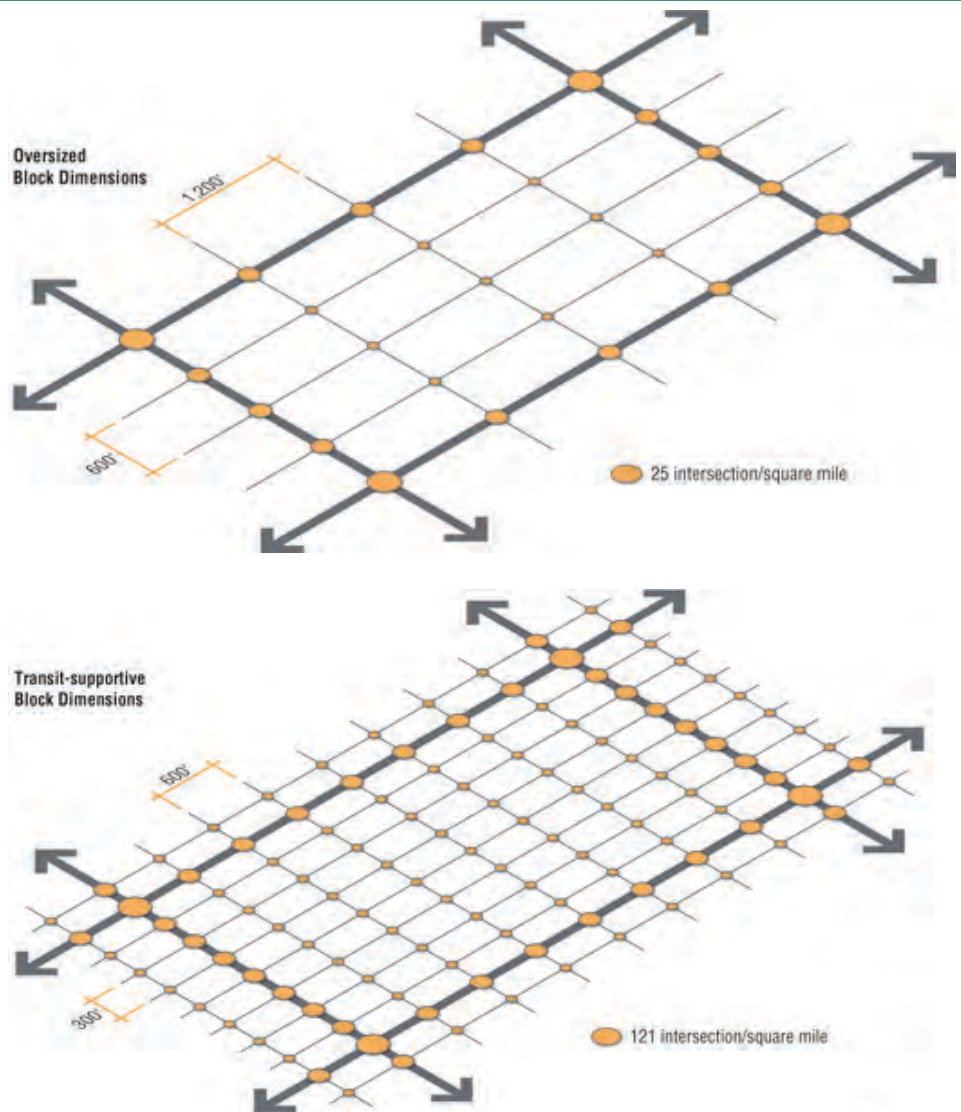 Oversized
Block Dimensions
1,200'
600'
25 intersection/square mile
Transit-supportive
Block Dimensions
600'
300'
121 intersection/square mile